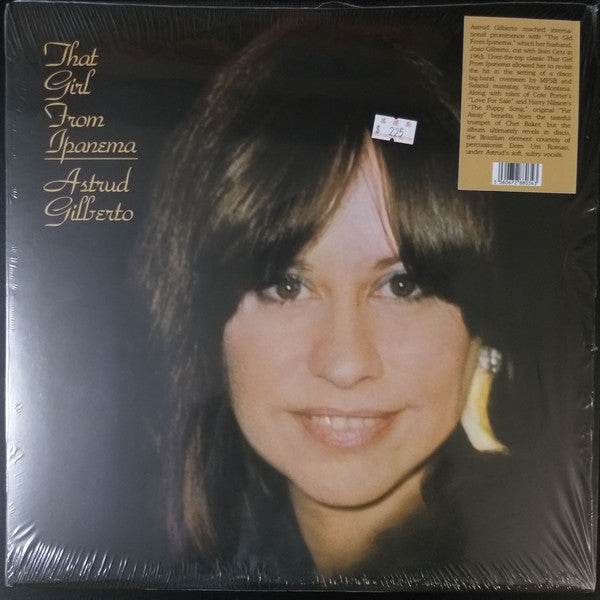 That
Girl
From
Ipanema
Astrud
Gilberto
$ 225
Astrud Gilberto reached interna-
tional prominence with "The Girl
From Ipanema," which her husband,
Joao Gilberto, cut with Stan Getz in
1963. Over-the-top classic That Girl
From Ipanema allowed her to revisit
the hit in the setting of a disco
big-band, overseen by MFSB and
Salsoul mainstay, Vince Montana.
Along with takes of Cole Porter's
"Love For Sale" and Harry Nilsson's
"The Puppy Song," original "Far
Away" benefits from the tasteful
trumpet of Chet Baker, but the
album ultimately revels in disco,
the Brazilian element courtesy of
percussionist Dom Um Romao,
under Astrud's soft, sultry vocals.
5060672880343